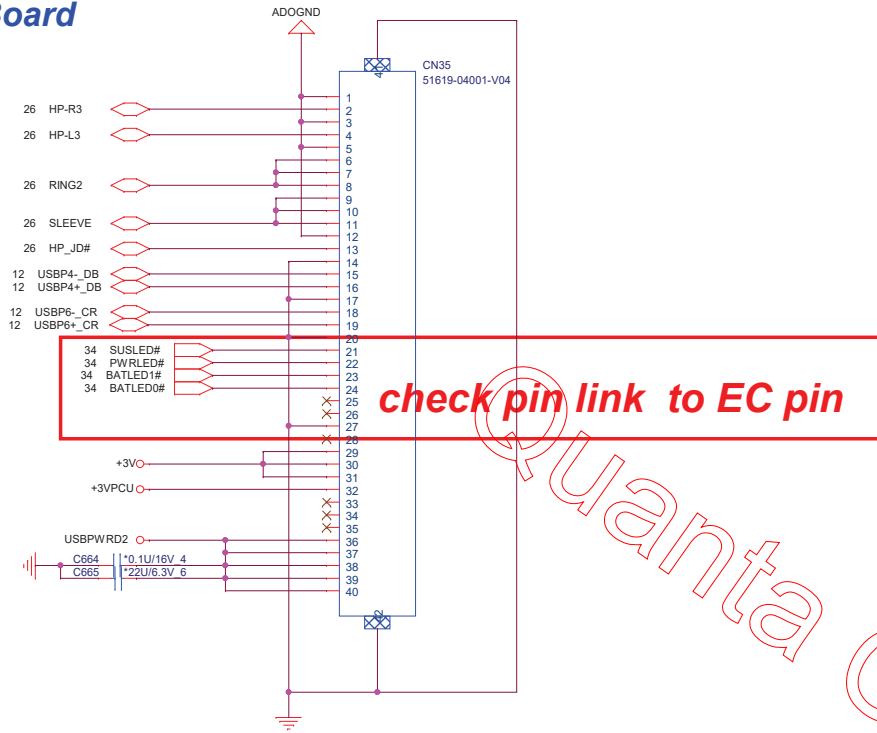 Board
ADOGND
CN35
51619-04001-V04
41
1
26 HP-R3 2
3
26 HP-L3 4
5
6
7
26 RING2 8
9
10
26 SLEEVE 11
12
26 HP_JD# 13
14
12 USBP4-_DB 15
12 USBP4+_DB 16
17
12 USBP6-_CR 18
12 USBP6+_CR 19
20
34 SUSLED# 21
34 PWRLED# 22
34 BATLED1# 23
34 BATLED0# 24
check pin link to EC pin
25
26
27
28
29
+3V 30
31
+3VPCU 32
33
34
35
USBPWRD2 36
37
C664 *0.1U/16V_4 38
C665 *22U/6.3V_6 39
40
42
Quanta C